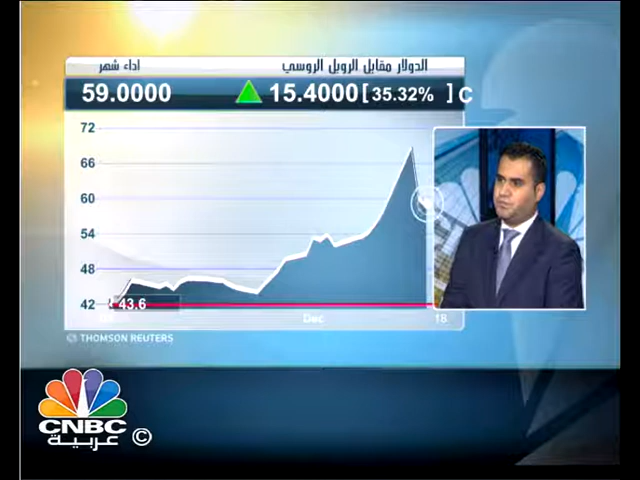 اداء شهر الدولار مقابل الروبل الروسي
59.0000 15.4000 [ 35.32% ] C
72
66
60
54
48
42
43.6
Dec 18
THOMSON REUTERS
CNBC
عربية ©